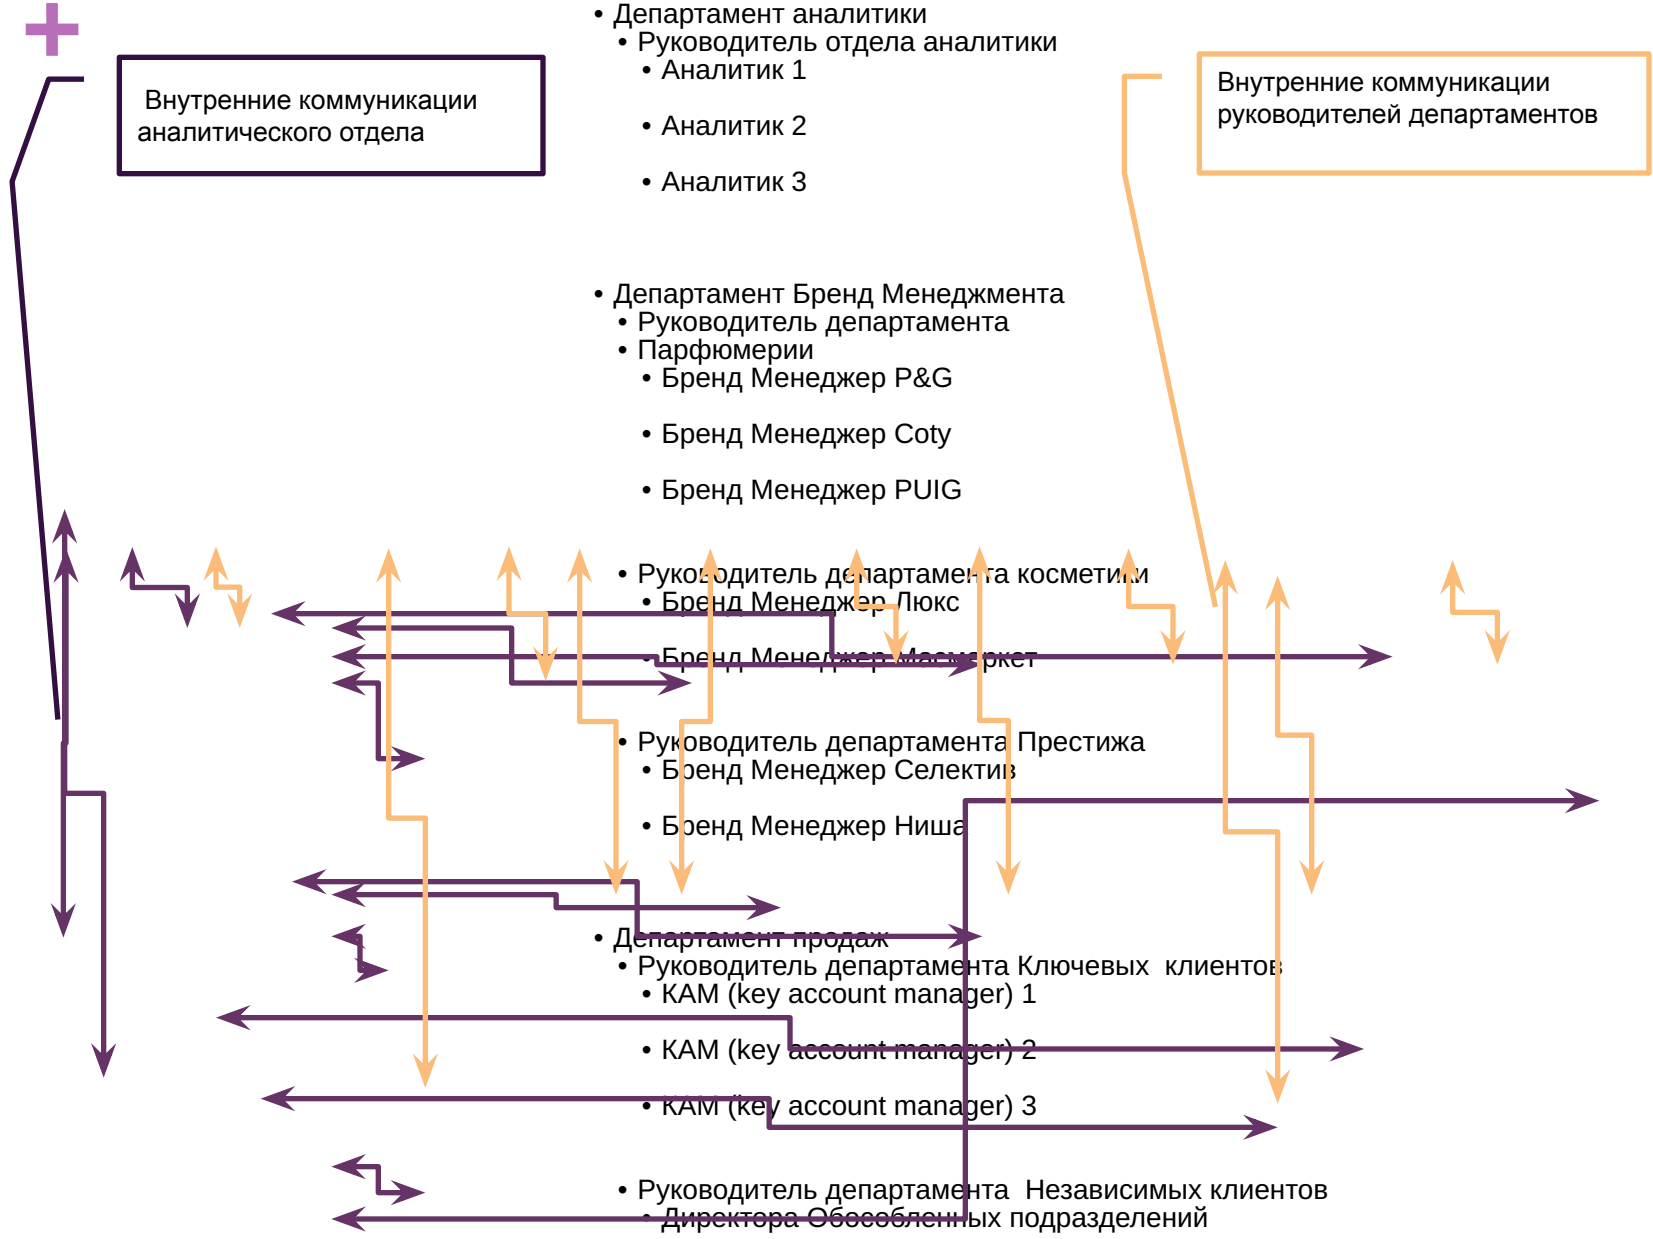 • Департамент аналитики
• Руководитель отдела аналитики
• Аналитик 1
• Аналитик 2
• Аналитик 3
Внутренние коммуникации
аналитического отдела
Внутренние коммуникации
руководителей департаментов
• Департамент Бренд Менеджмента
• Руководитель департамента
• Парфюмерии
• Бренд Менеджер P&G
• Бренд Менеджер Coty
• Бренд Менеджер PUIG
• Руководитель департамента косметики
• Бренд Менеджер Люкс
• Бренд Менеджер Масмаркет
• Руководитель департамента Престижа
• Бренд Менеджер Селектив
• Бренд Менеджер Ниша
• Департамент продаж
• Руководитель департамента Ключевых клиентов
• КАМ (key account manager) 1
• КАМ (key account manager) 2
• КАМ (key account manager) 3
• Руководитель департамента Независимых клиентов
• Директора Обособленных подразделений